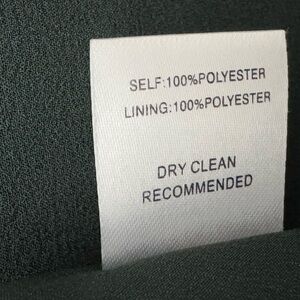 SELF:100%POLYESTER
LINING:100%POLYESTER
DRY CLEAN
RECOMMENDED